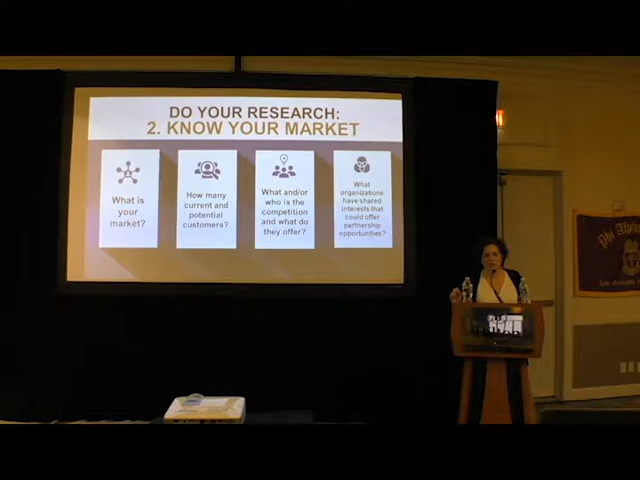 DO YOUR RESEARCH:
2. KNOW YOUR MARKET
What is
your
market?
How many
current and
potential
customers?
What and/or
who is the
competition
and what do
they offer?
What
organizations
have shared
interests that
could offer
partnership
opportunities?
Phi Alpha